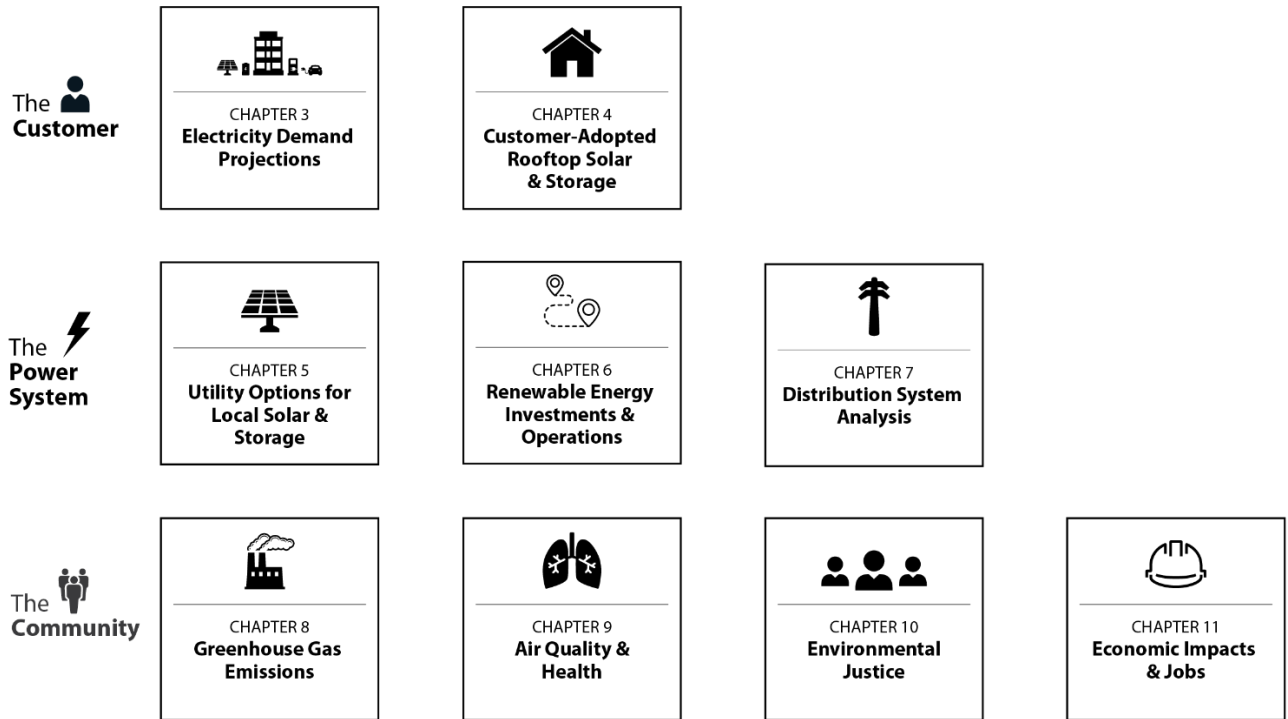 The
Customer
CHAPTER 3
Electricity Demand
Projections
CHAPTER 4
Customer-Adopted
Rooftop Solar
& Storage
The
Power
System
CHAPTER 5
Utility Options for
Local Solar &
Storage
CHAPTER 6
Renewable Energy
Investments &
Operations
CHAPTER 7
Distribution System
Analysis
The
Community
CHAPTER 8
Greenhouse Gas
Emissions
CHAPTER 9
Air Quality &
Health
CHAPTER 10
Environmental
Justice
CHAPTER 11
Economic Impacts
& Jobs